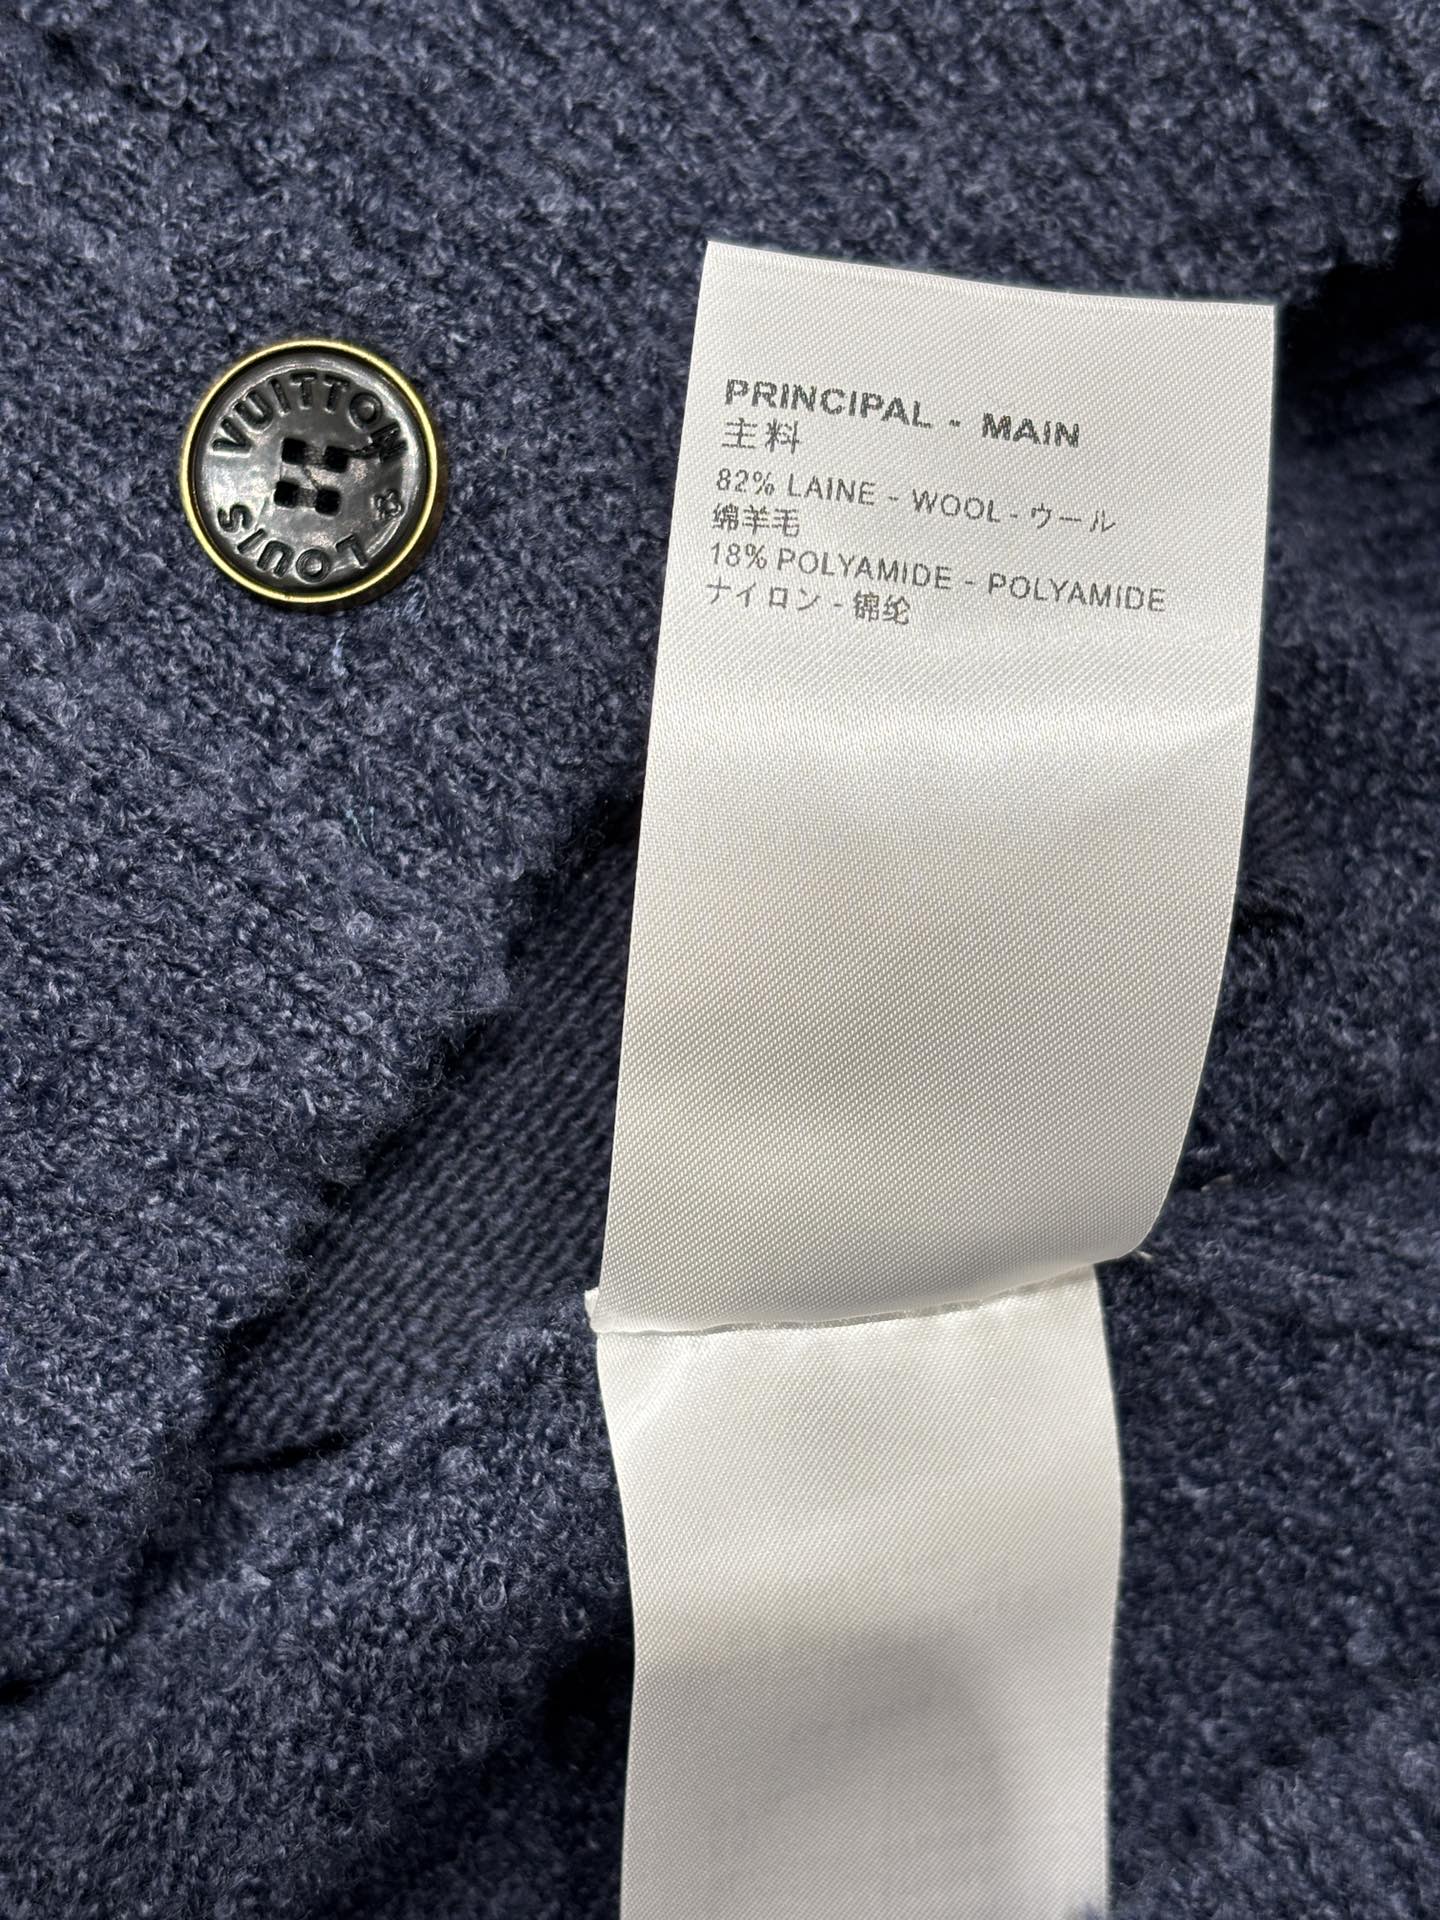 LOUIS VUITTON
PRINCIPAL - MAIN
主料
82% LAINE - WOOL - ウール
绵羊毛
18% POLYAMIDE - POLYAMIDE
ナイロン - 锦纶